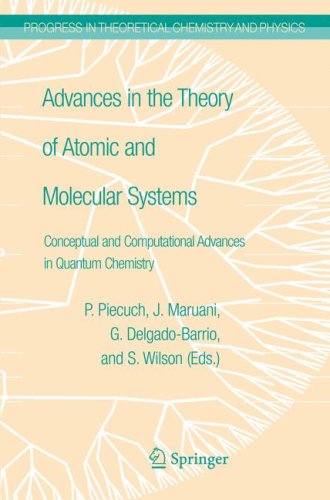 PROGRESS IN THEORETICAL CHEMISTRY AND PHYSICS
Advances in the Theory
of Atomic and
Molecular Systems
Conceptual and Computational Advances
in Quantum Chemistry
P. Piecuch, J. Maruani,
G. Delgado-Barrio,
and S. Wilson (Eds.)
Springer